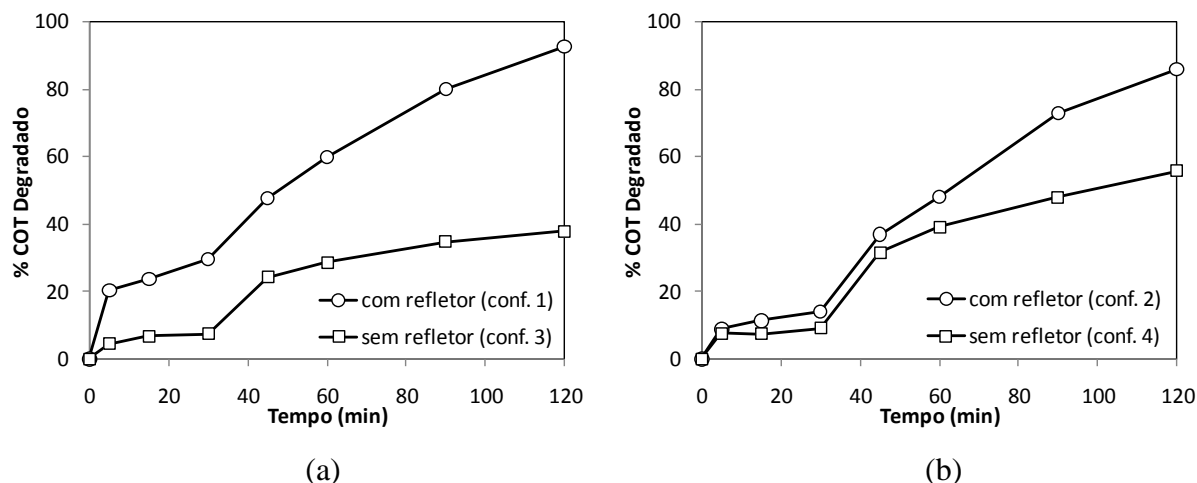 100
80
60
40
20
0
% COT Degradado
com refletor (conf. 1)
sem refletor (conf. 3)
0 20 40 60 80 100 120
Tempo (min)
(a)
100
80
60
40
20
0
% COT Degradado
com refletor (conf. 2)
sem refletor (conf. 4)
0 20 40 60 80 100 120
Tempo (min)
(b)